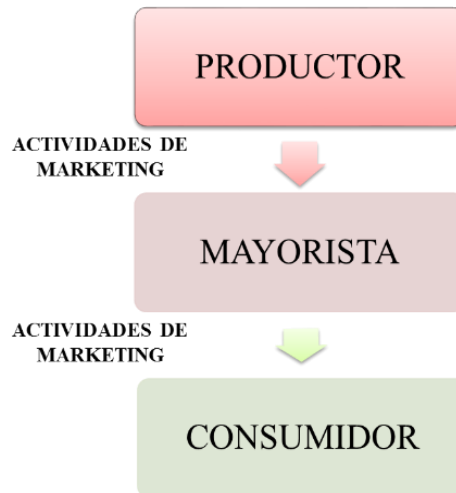 PRODUCTOR
ACTIVIDADES DE
MARKETING
MAYORISTA
ACTIVIDADES DE
MARKETING
CONSUMIDOR